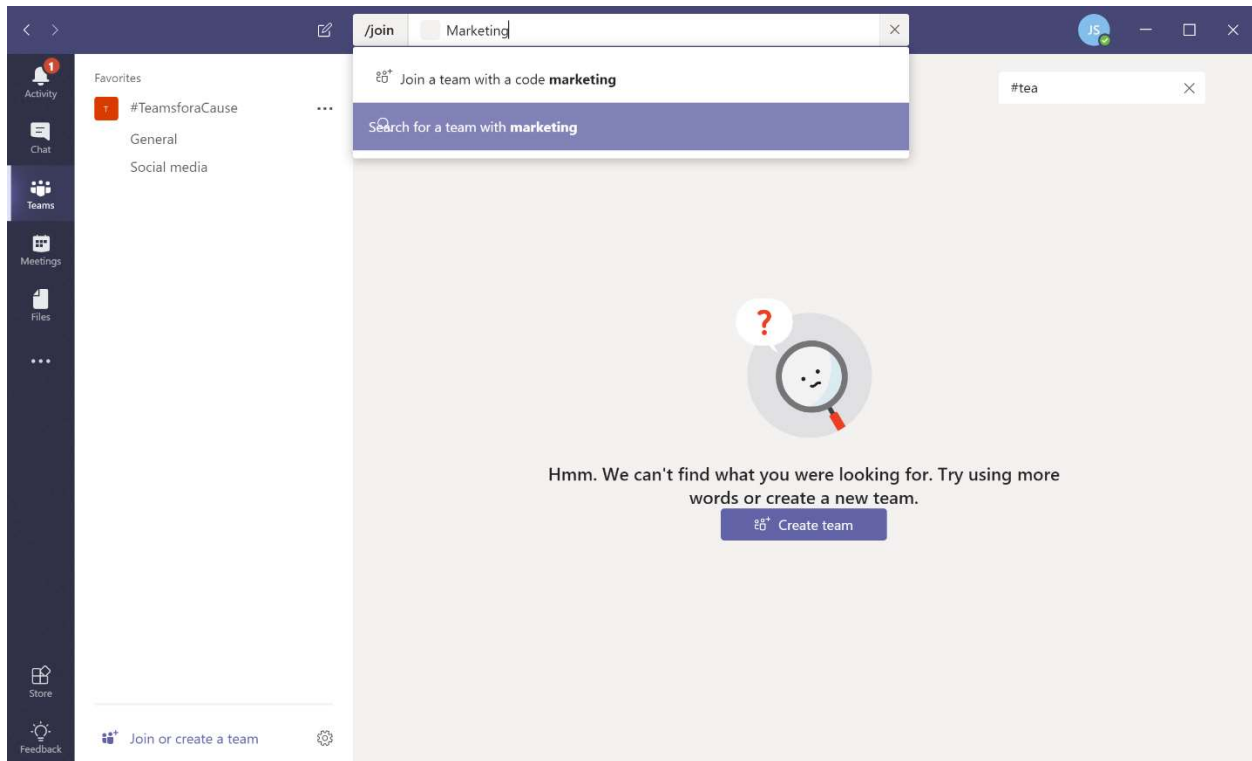 /join Marketing
JS
1
Activity
Chat
Teams
Meetings
Files
Store
Feedback
Favorites
T #TeamsforaCause
General
Social media
Join or create a team
Join a team with a code marketing
Search for a team with marketing
#tea
?
Hmm. We can't find what you were looking for. Try using more
words or create a new team.
Create team